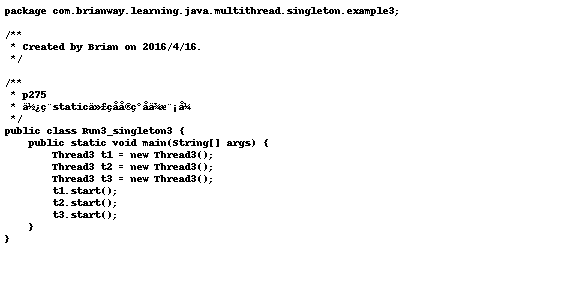 package com.brianway.learning.java.multithread.singleton.example3;
/**
 * Created by Brian on 2016/4/16.
 */
/**
 * p275
 * ä½¿ç¨staticä»£ç åå®ç°åä¾æ¨¡å¼
 */
public class Run3_singleton3 {
    public static void main(String[] args) {
        Thread3 t1 = new Thread3();
        Thread3 t2 = new Thread3();
        Thread3 t3 = new Thread3();
        t1.start();
        t2.start();
        t3.start();
    }
}